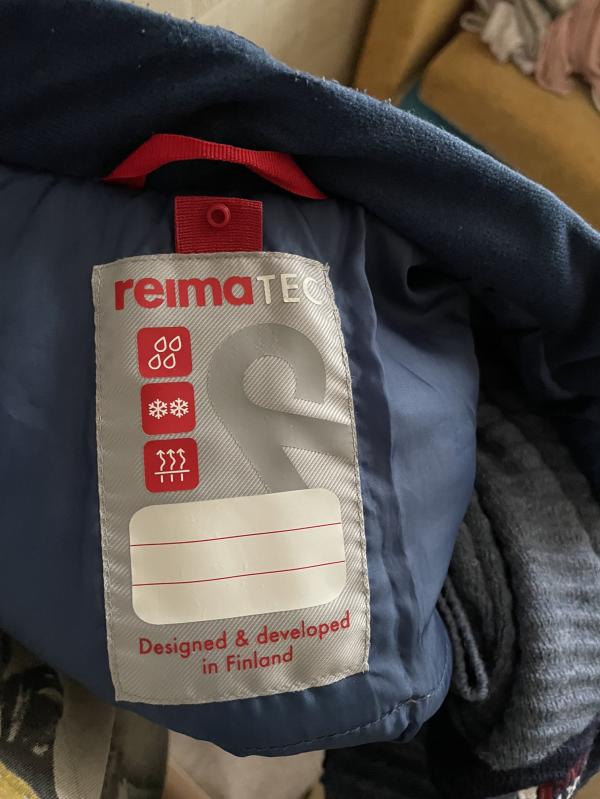 reimaTEC
Designed & developed
in Finland